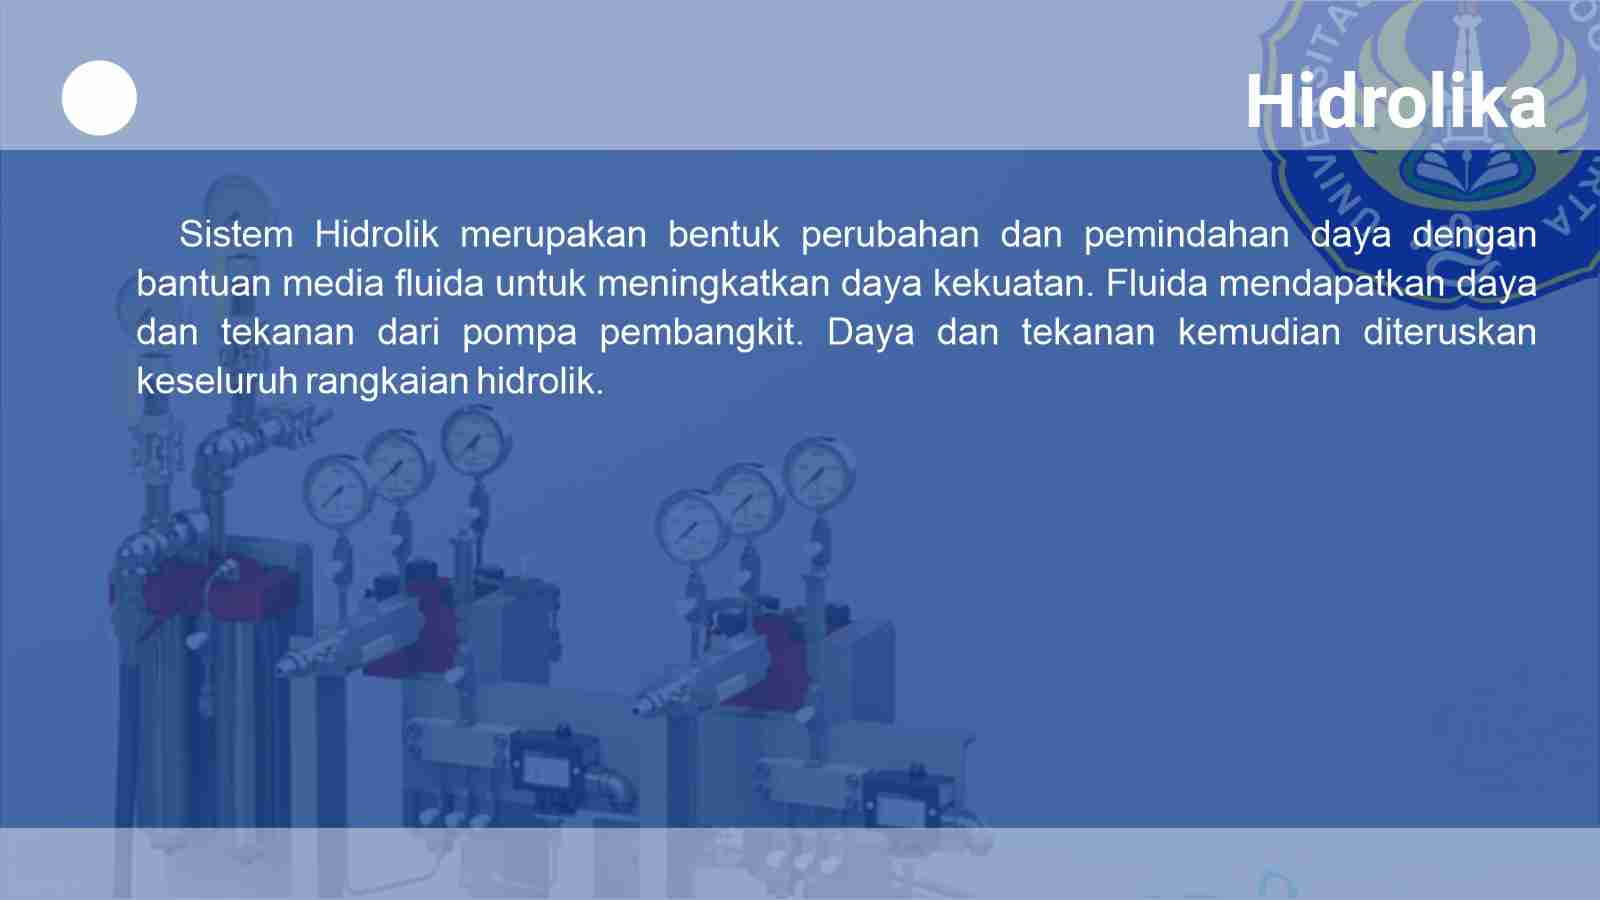 Hidrolika
Sistem Hidrolik merupakan bentuk perubahan dan pemindahan daya dengan
bantuan media fluida untuk meningkatkan daya kekuatan. Fluida mendapatkan daya
dan tekanan dari pompa pembangkit. Daya dan tekanan kemudian diteruskan
keseluruh rangkaian hidrolik.
UNIVERSITAS